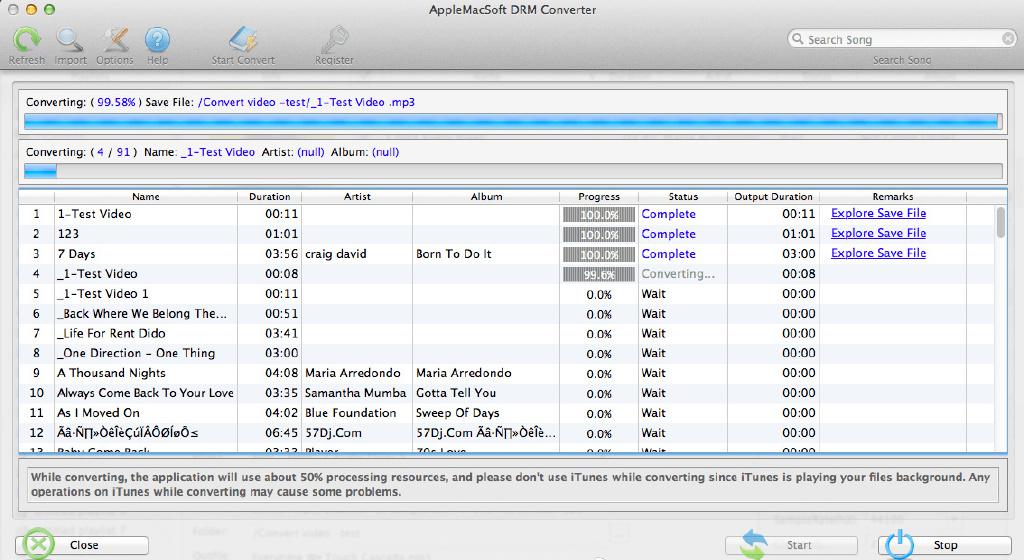 AppleMacSoft DRM Converter
Refresh Import Options Help Start Convert Register Search Song
Search Song
Converting: ( 99.58% ) Save File: /Convert video -test/_1-Test Video .mp3
Converting: ( 4 / 91 ) Name: _1-Test Video Artist: (null) Album: (null)
Name Duration Artist Album Progress Status Output Duration Remarks
1 1-Test Video 00:11 100.0% Complete 00:11 Explore Save File
2 123 01:01 100.0% Complete 01:01 Explore Save File
3 7 Days 03:56 craig david Born To Do It 100.0% Complete 03:00 Explore Save File
4 _1-Test Video 00:08 99.6% Converting... 00:08
5 _1-Test Video 1 00:11 0.0% Wait 00:00
6 _Back Where We Belong The... 00:51 0.0% Wait 00:00
7 _Life For Rent Dido 03:41 0.0% Wait 00:00
8 _One Direction - One Thing 03:00 0.0% Wait 00:00
9 A Thousand Nights 04:08 Maria Arredondo Maria Arredondo 0.0% Wait 00:00
10 Always Come Back To Your Love 03:35 Samantha Mumba Gotta Tell You 0.0% Wait 00:00
11 As I Moved On 04:02 Blue Foundation Sweep Of Days 0.0% Wait 00:00
12 06:45 57Dj.Com 57Dj.Com 0.0% Wait 00:00
13 Baby Come Back 03:33 Player 70s Love 0.0% Wait 00:00
While converting, the application will use about 50% processing resources, and please don't use iTunes while converting since iTunes is playing your files background. Any
operations on iTunes while converting may cause some problems.
Close Start Stop